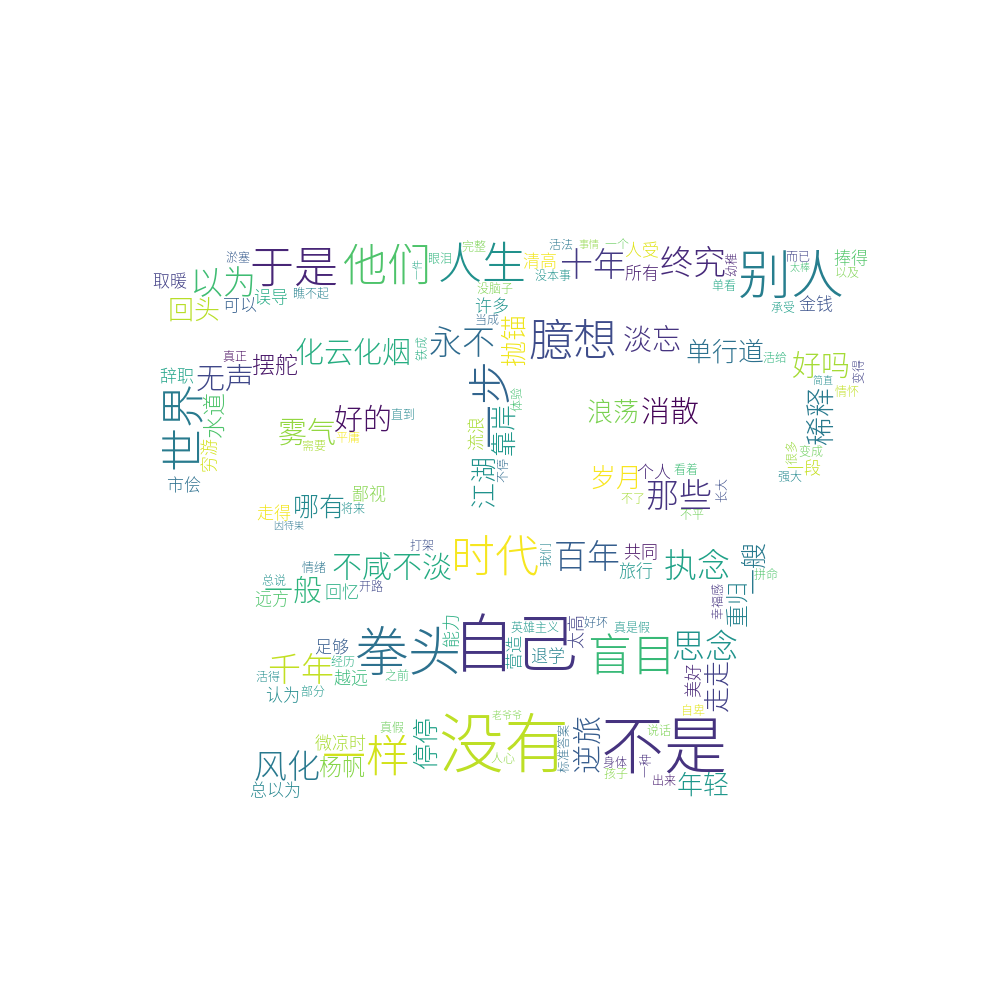 淤塞
于是
他们
一件
眼泪
完整
人生
清高
活法
事情
一个
人受
没本事
十年
所有
终究
幼稚
别人
而已
太棒
捧得
以及
取暖
以为
误导
瞧不起
没脑子
许多
单看
承受
金钱
回头
可以
当成
抛锚
臆想
淡忘
单行道
活给
好吗
变得
真正
摆舵
化云化烟
永不
简直
情怀
辞职
无声
步
体验
浪荡
消散
稀释
世界
水道
雾气
好的
直到
平庸
需要
流浪
靠岸
穷游
市侩
江湖
不停
岁月
个人
看着
很多
变成
一段
强大
鄙视
那些
长大
不了
不平
走得
哪有
将来
打架
时代
我们
百年
共同
旅行
执念
一艘
拼命
情绪
不咸不淡
总说
一般
回忆
开路
远方
幸福感
重归
足够
拳头
能力
自己
英雄主义
太高
好坏
真是假
盲目
思念
营造
退学
千年
经历
越远
之前
活得
认为
部分
美好
走走
自卑
老爷爷
真假
微凉时
一样
停停
没有
人心
标准答案
逆旅
不是
说话
风化
杨帆
身体
一种
孩子
出来
年轻
总以为